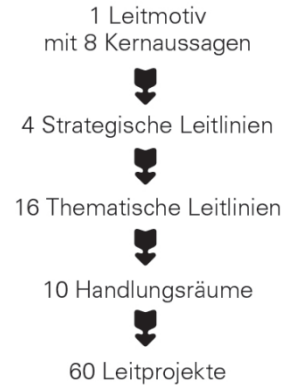 1 Leitmotiv
mit 8 Kernaussagen
4 Strategische Leitlinien
16 Thematische Leitlinien
10 Handlungsräume
60 Leitprojekte